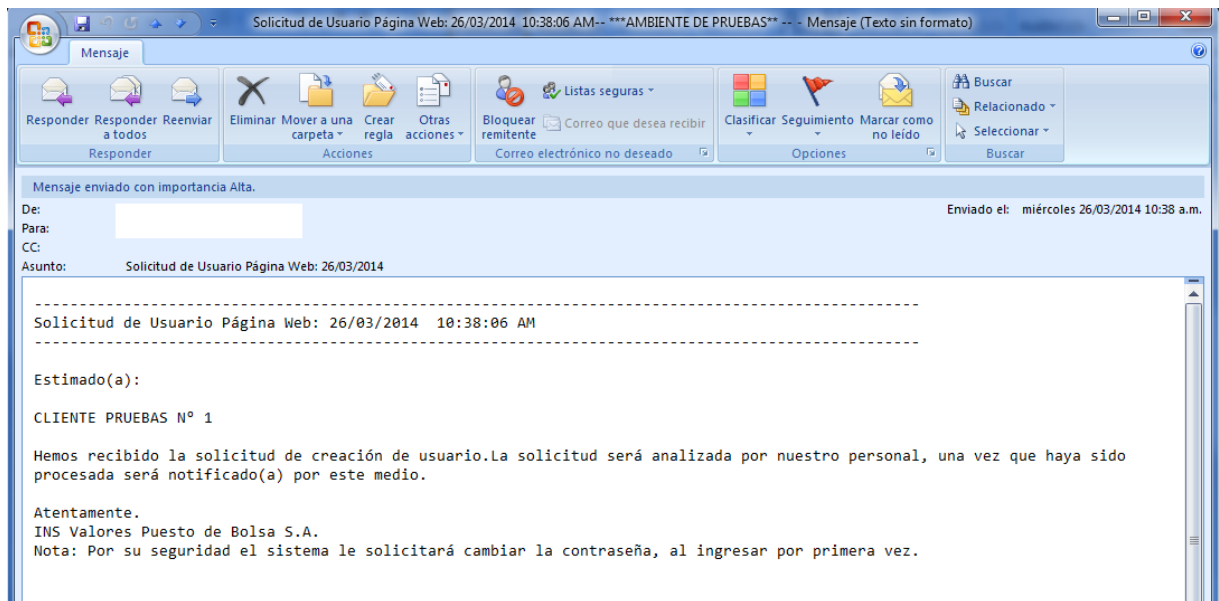 Solicitud de Usuario Página Web: 26/03/2014 10:38:06 AM-- ***AMBIENTE DE PRUEBAS** -- - Mensaje (Texto sin formato)
Mensaje
Responder Responder a todos Reenviar
Eliminar Mover a una carpeta Crear regla Otras acciones
Bloquear remitente Listas seguras Correo que desea recibir
Clasificar Seguimiento Marcar como no leído
Buscar
Relacionado
Seleccionar
Responder Acciones Correo electrónico no deseado Opciones Buscar
Mensaje enviado con importancia Alta.
De: Enviado el: miércoles 26/03/2014 10:38 a.m.
Para:
CC:
Asunto: Solicitud de Usuario Página Web: 26/03/2014
--------------------------------------------------------------------------------------------
Solicitud de Usuario Página Web: 26/03/2014  10:38:06 AM
--------------------------------------------------------------------------------------------
Estimado(a):
CLIENTE PRUEBAS Nº 1
Hemos recibido la solicitud de creación de usuario.La solicitud será analizada por nuestro personal, una vez que haya sido
procesada será notificado(a) por este medio.
Atentamente.
INS Valores Puesto de Bolsa S.A.
Nota: Por su seguridad el sistema le solicitará cambiar la contraseña, al ingresar por primera vez.